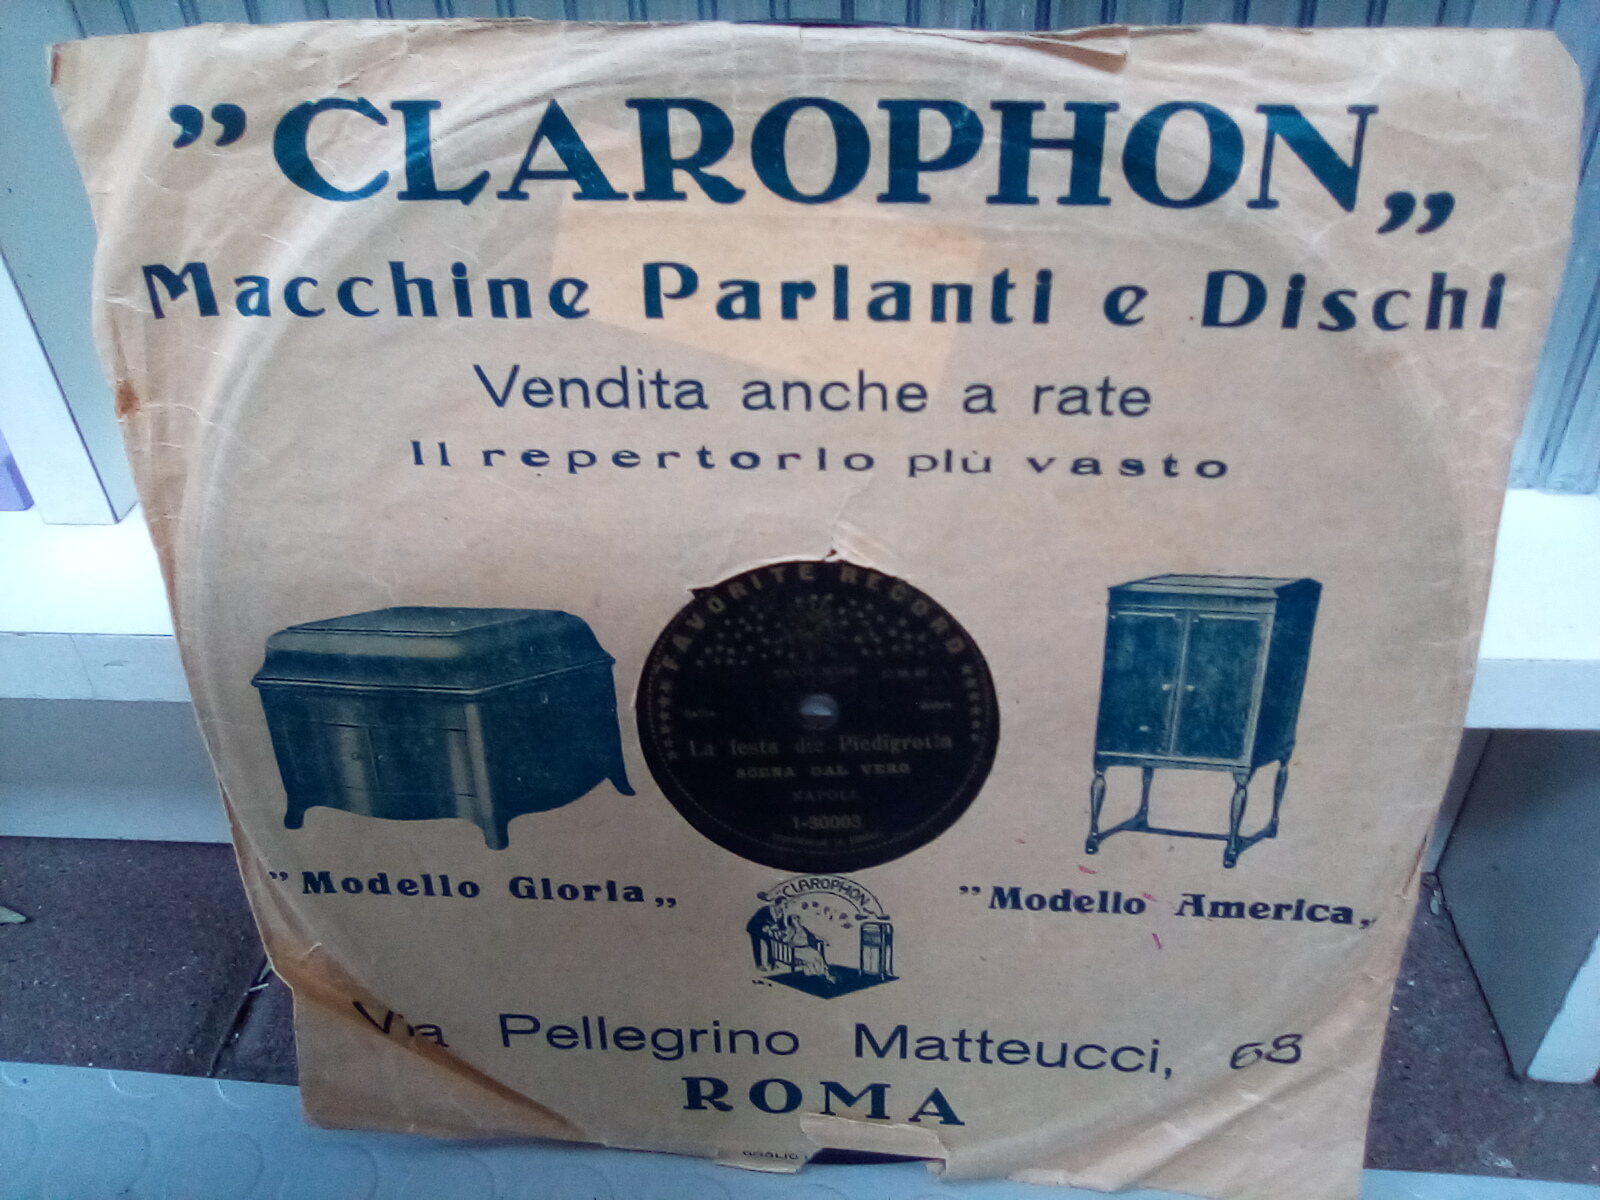 ”CLAROPHON„
Macchine Parlanti e Dischi
Vendita anche a rate
Il repertorio più vasto
FAVORITE RECORD
La festa die Piedigrotta
SCENA DAL VERO
NAPOLI
1-30003
”Modello Gloria„
”Modello America„
CLAROPHON
Via Pellegrino Matteucci, 68
ROMA